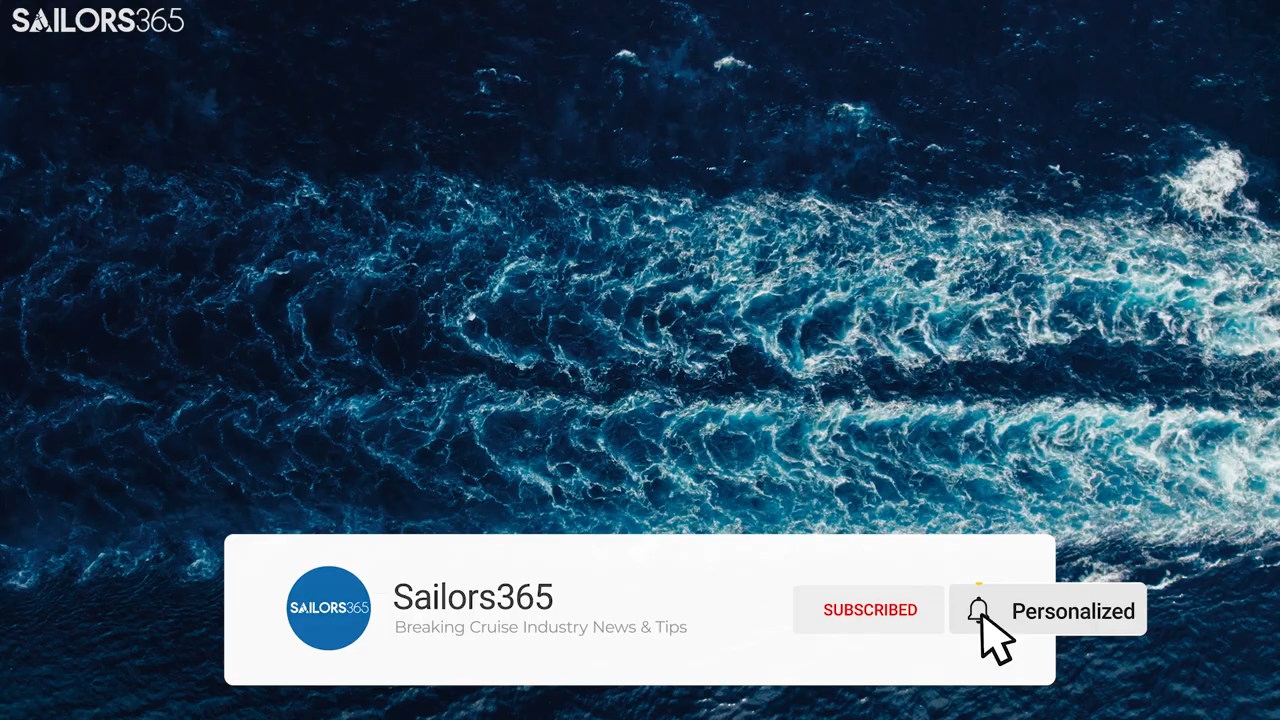 SAILORS365
SAILORS365
Sailors365
Breaking Cruise Industry News & Tips
SUBSCRIBED
Personalized